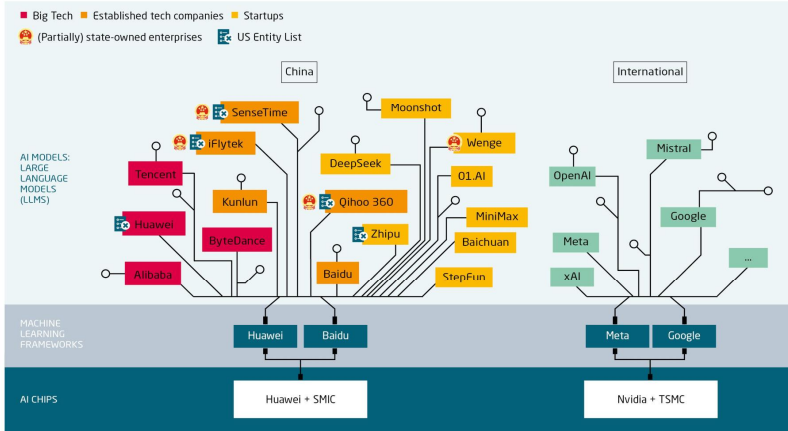 Big Tech
Established tech companies
Startups
(Partially) state-owned enterprises
US Entity List
China
International
AI MODELS:
LARGE
LANGUAGE
MODELS
(LLMS)
SenseTime
iFlytek
Tencent
Kunlun
Huawei
ByteDance
Alibaba
Moonshot
DeepSeek
Wenge
01.AI
Qihoo 360
MiniMax
Zhipu
Baichuan
Baidu
StepFun
OpenAI
Mistral
Google
Meta
xAI
...
MACHINE
LEARNING
FRAMEWORKS
Huawei
Baidu
Meta
Google
AI CHIPS
Huawei + SMIC
Nvidia + TSMC